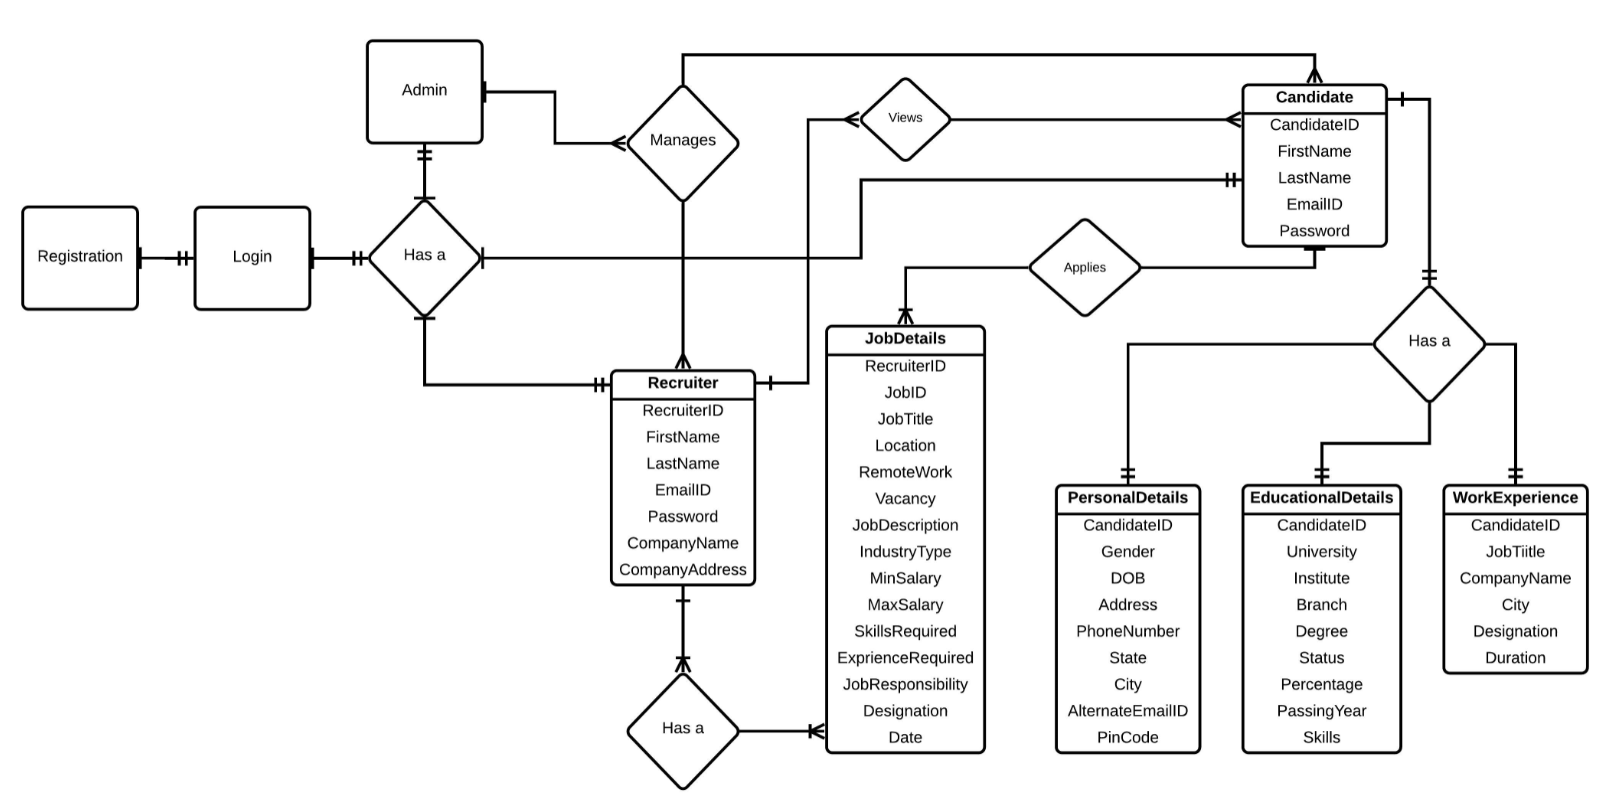 Admin
Manages
Views
Candidate
CandidateID
FirstName
LastName
EmailID
Password
Registration
Login
Has a
Applies
Has a
JobDetails
RecruiterID
JobID
JobTitle
Location
RemoteWork
Vacancy
JobDescription
IndustryType
MinSalary
MaxSalary
SkillsRequired
ExprienceRequired
JobResponsibility
Designation
Date
Recruiter
RecruiterID
FirstName
LastName
EmailID
Password
CompanyName
CompanyAddress
Has a
PersonalDetails
CandidateID
Gender
DOB
Address
PhoneNumber
State
City
AlternateEmailID
PinCode
EducationalDetails
CandidateID
University
Institute
Branch
Degree
Status
Percentage
PassingYear
Skills
WorkExperience
CandidateID
JobTiitle
CompanyName
City
Designation
Duration